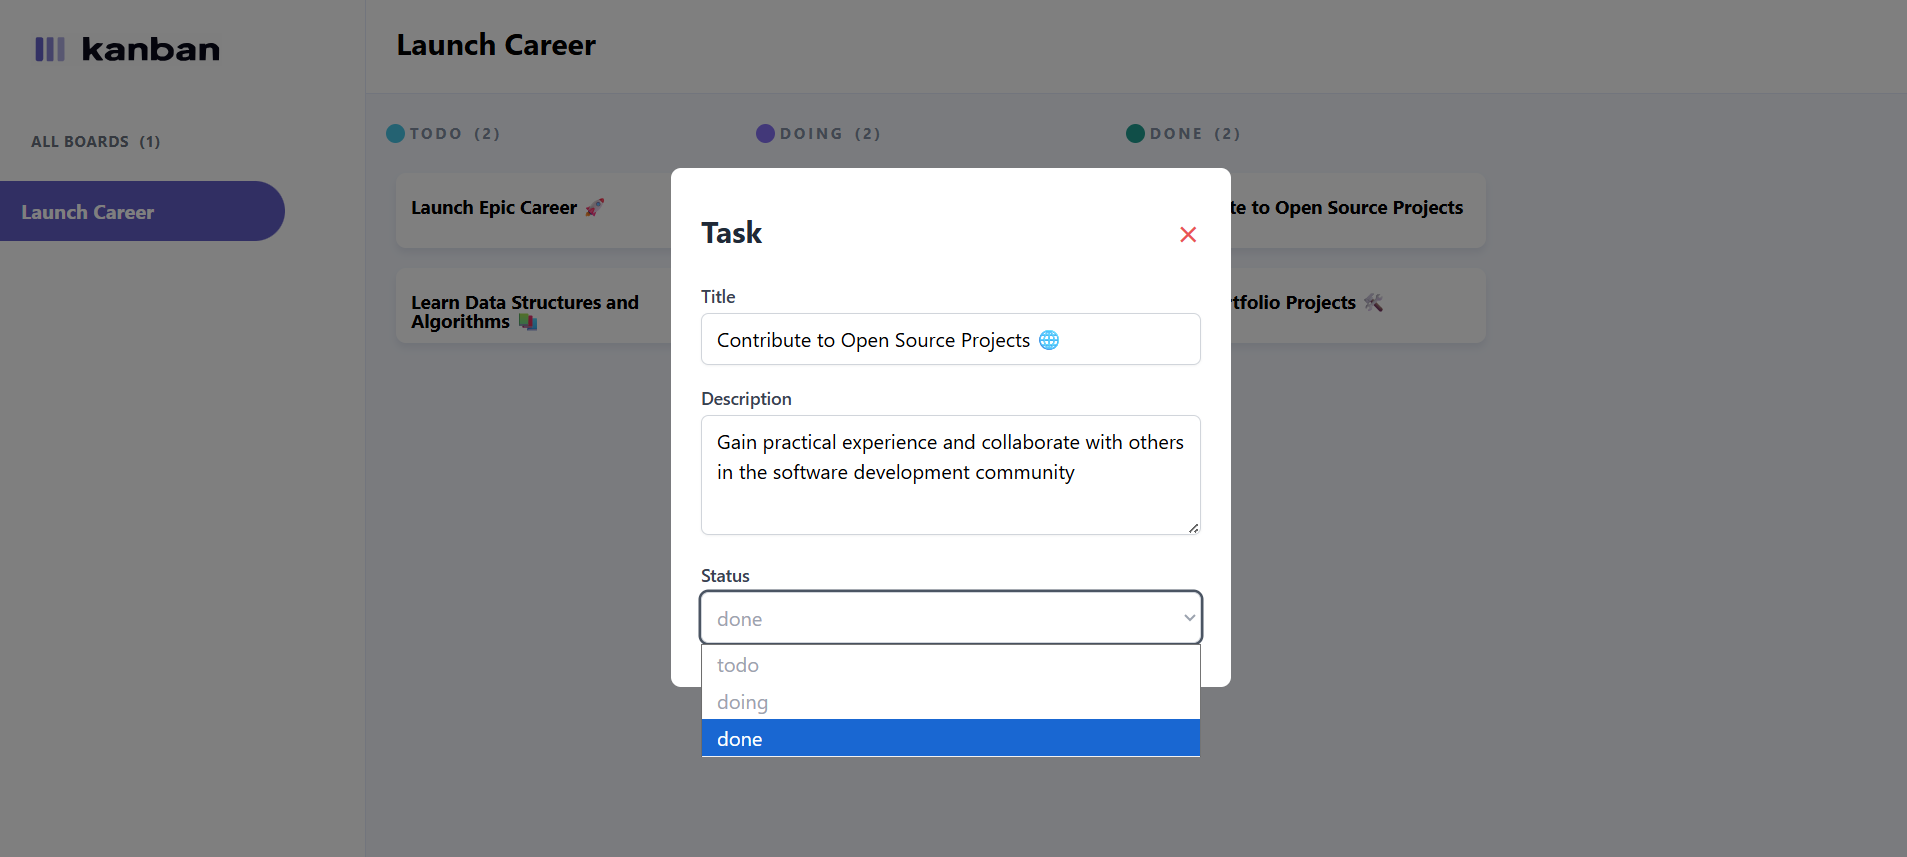 kanban
ALL BOARDS (1)
Launch Career
Launch Career
TODO (2)
Launch Epic Career 🚀
Learn Data Structures and
Algorithms 📚
DOING (2)
DONE (2)
te to Open Source Projects
tfolio Projects 🛠
Task
Title
Contribute to Open Source Projects 🌐
Description
Gain practical experience and collaborate with others
in the software development community
Status
done
todo
doing
done